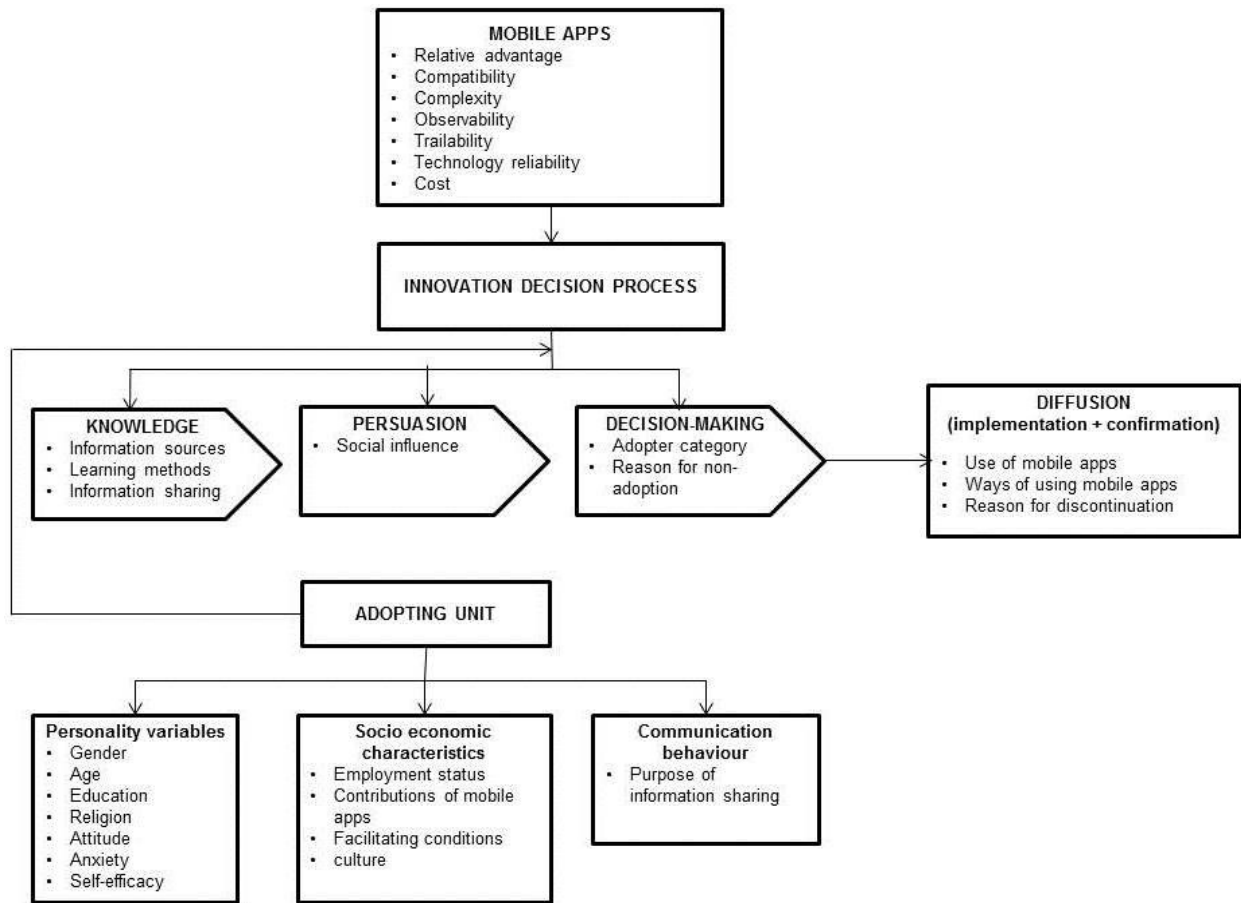 MOBILE APPS
• Relative advantage
• Compatibility
• Complexity
• Observability
• Trailability
• Technology reliability
• Cost
INNOVATION DECISION PROCESS
KNOWLEDGE
• Information sources
• Learning methods
• Information sharing
PERSUASION
• Social influence
DECISION-MAKING
• Adopter category
• Reason for non-
adoption
DIFFUSION
(implementation + confirmation)
• Use of mobile apps
• Ways of using mobile apps
• Reason for discontinuation
ADOPTING UNIT
Personality variables
• Gender
• Age
• Education
• Religion
• Attitude
• Anxiety
• Self-efficacy
Socio economic
characteristics
• Employment status
• Contributions of mobile
apps
• Facilitating conditions
• culture
Communication
behaviour
• Purpose of
information sharing